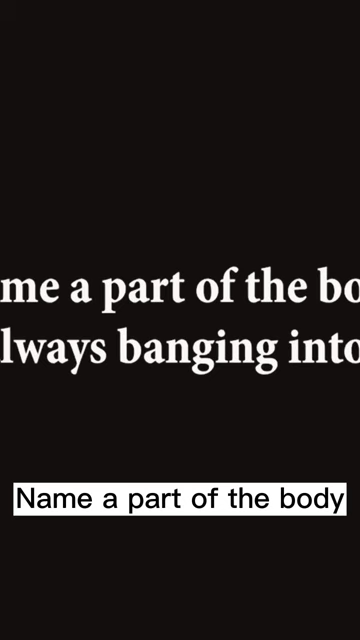 me a part of the bo
lways banging into
Name a part of the body